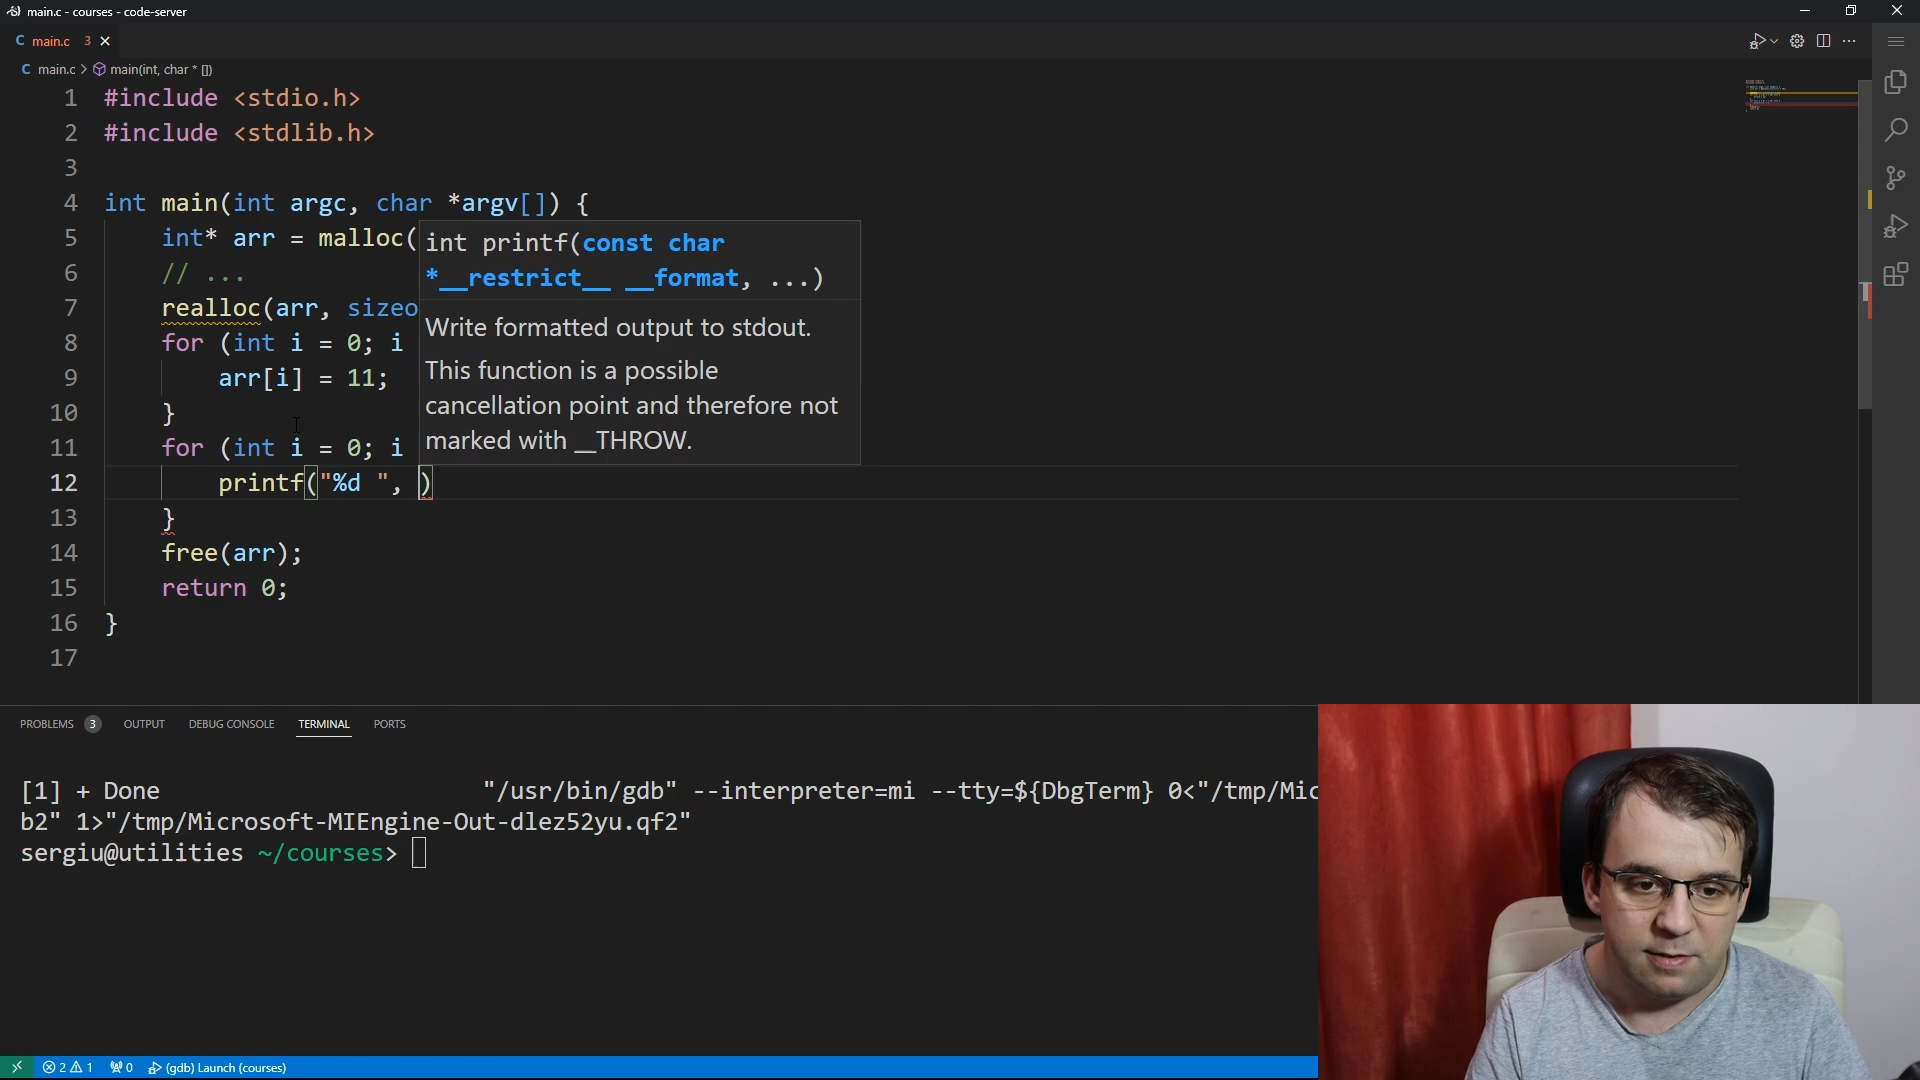 main.c - courses - code-server
C main.c 3
C main.c > main(int, char * [])
1 #include <stdio.h>
2 #include <stdlib.h>
3
4 int main(int argc, char *argv[]) {
5 int* arr = malloc(
6 // ...
7 realloc(arr, sizeo
8 for (int i = 0; i
9 arr[i] = 11;
10 }
11 for (int i = 0; i
12 printf("%d ", )
13 }
14 free(arr);
15 return 0;
16 }
17
int printf(const char
*__restrict__ __format, ...)
Write formatted output to stdout.
This function is a possible
cancellation point and therefore not
marked with __THROW.
PROBLEMS 3 OUTPUT DEBUG CONSOLE TERMINAL PORTS
[1] + Done "/usr/bin/gdb" --interpreter=mi --tty=${DbgTerm} 0<"/tmp/Mic
b2" 1>"/tmp/Microsoft-MIEngine-Out-dlez52yu.qf2"
sergiu@utilities ~/courses>
2 1 0 (gdb) Launch (courses)